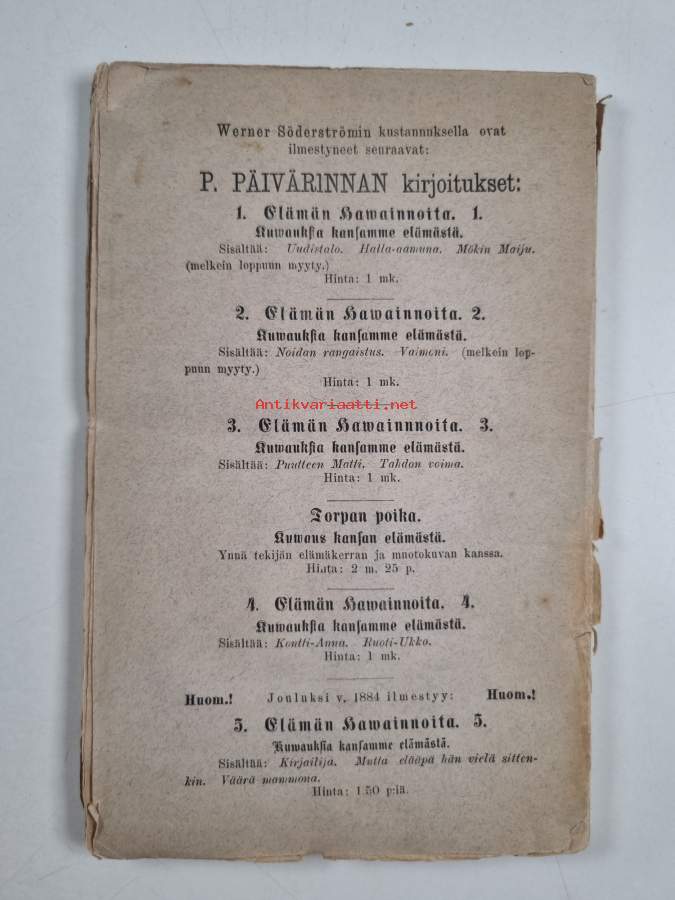 Werner Söderströmin kustannuksella ovat
ilmestyneet seuraavat:
P. PÄIVÄRINNAN kirjoitukset:
1. Elämän Hawainnoita. 1.
Kuwauksia kansamme elämästä.
Sisältää: Uudistalo. Halla-aamuna. Mökin Maiju.
(melkein loppuun myyty.)
Hinta: 1 mk.
2. Elämän Hawainnoita. 2.
Kuwauksia kansamme elämästä.
Sisältää: Noidan rangaistus. Vaimoni. (melkein lop-
puun myyty.)
Hinta: 1 mk.
Antikvariaatti.net
3. Elämän Hawainnnoita. 3.
Kuwauksia kansamme elämästä.
Sisältää: Puutteen Matti. Tahdon voima.
Hinta: 1 mk.
Torpan poika.
Kuwaus kansan elämästä.
Ynnä tekijän elämäkerran ja muotokuvan kanssa.
Hinta: 2 m. 25 p.
4. Elämän Hawainnoita. 4.
Kuwauksia kansamme elämästä.
Sisältää: Kontti-Anna. Ruoti-Ukko.
Hinta: 1 mk.
Huom.! Jouluksi v. 1884 ilmestyy: Huom.!
5. Elämän Hawainnoita. 5.
Kuwauksia kansamme elämästä.
Sisältää: Kirjailija. Mutta elääpä hän vielä sitten-
kin. Väärä mammona.
Hinta: 1 50 p:iä.